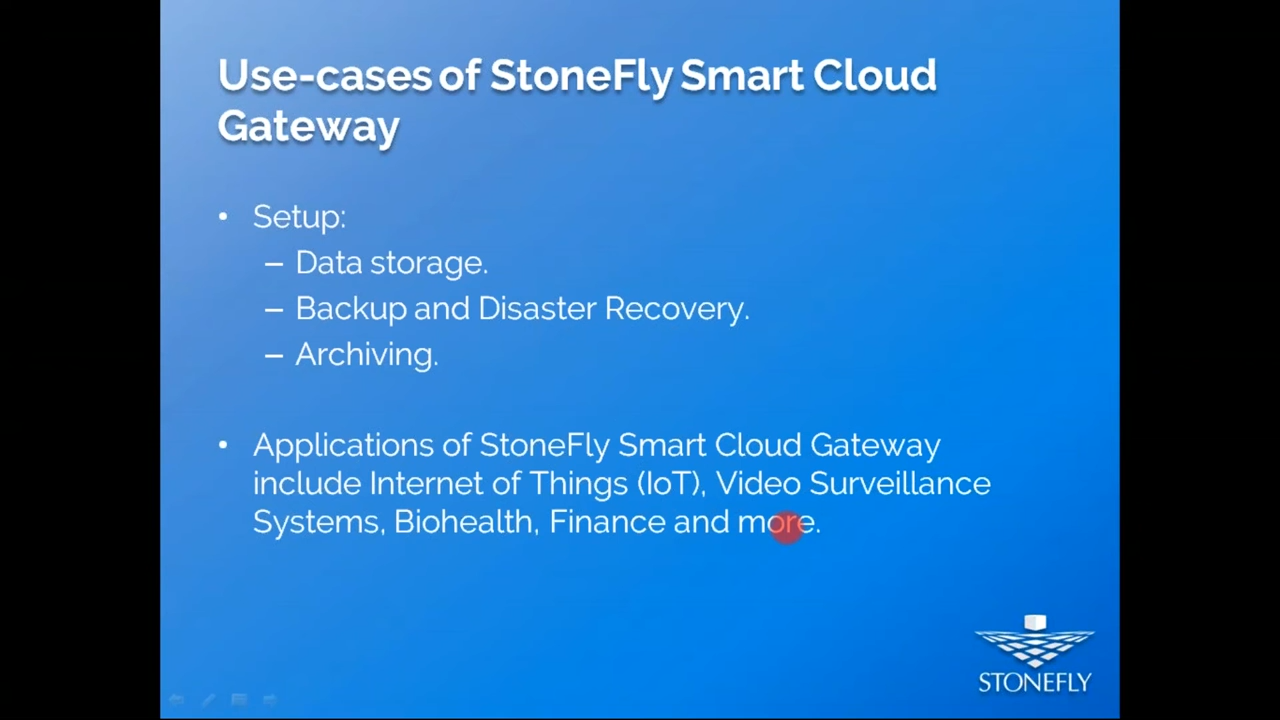 Use-cases of StoneFly Smart Cloud
Gateway
• Setup:
– Data storage.
– Backup and Disaster Recovery.
– Archiving.
• Applications of StoneFly Smart Cloud Gateway
include Internet of Things (IoT), Video Surveillance
Systems, Biohealth, Finance and more.
STONEFLY